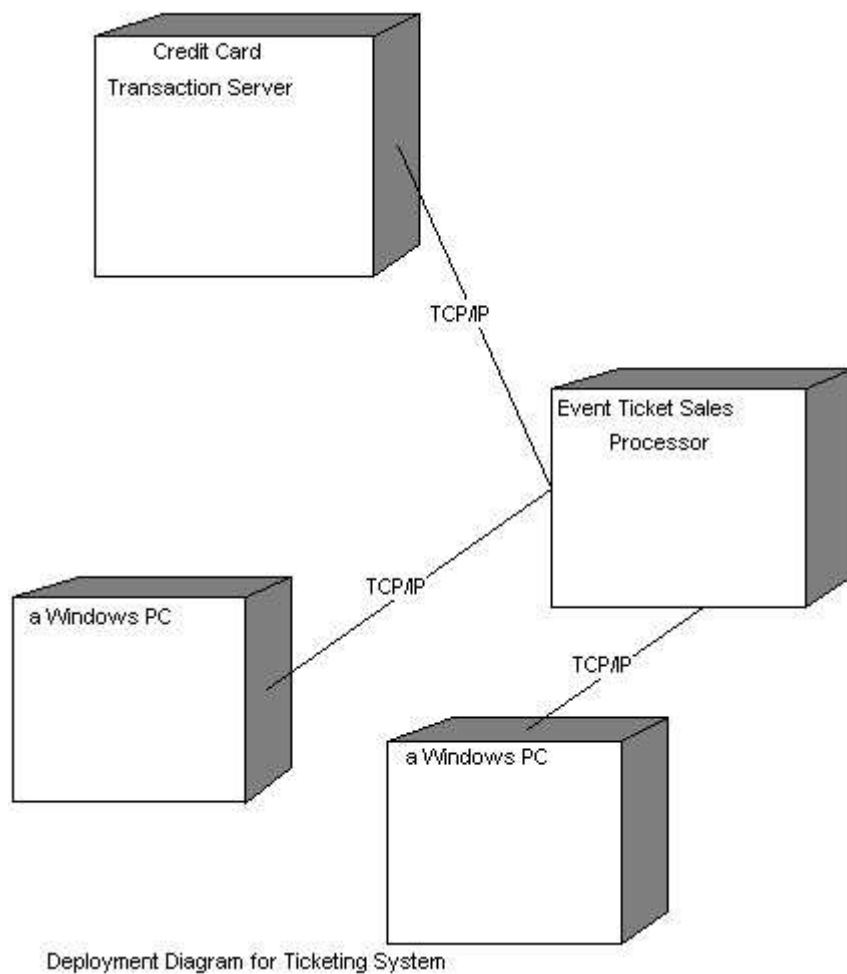 Credit Card
Transaction Server
TCP/IP
Event Ticket Sales
Processor
TCP/IP
a Windows PC
TCP/IP
a Windows PC
Deployment Diagram for Ticketing System